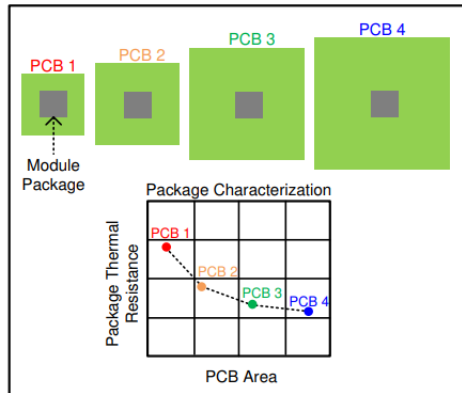 PCB 1
PCB 2
PCB 3
PCB 4
Module
Package
Package Characterization
Package Thermal
Resistance
PCB 1
PCB 2
PCB 3
PCB 4
PCB Area